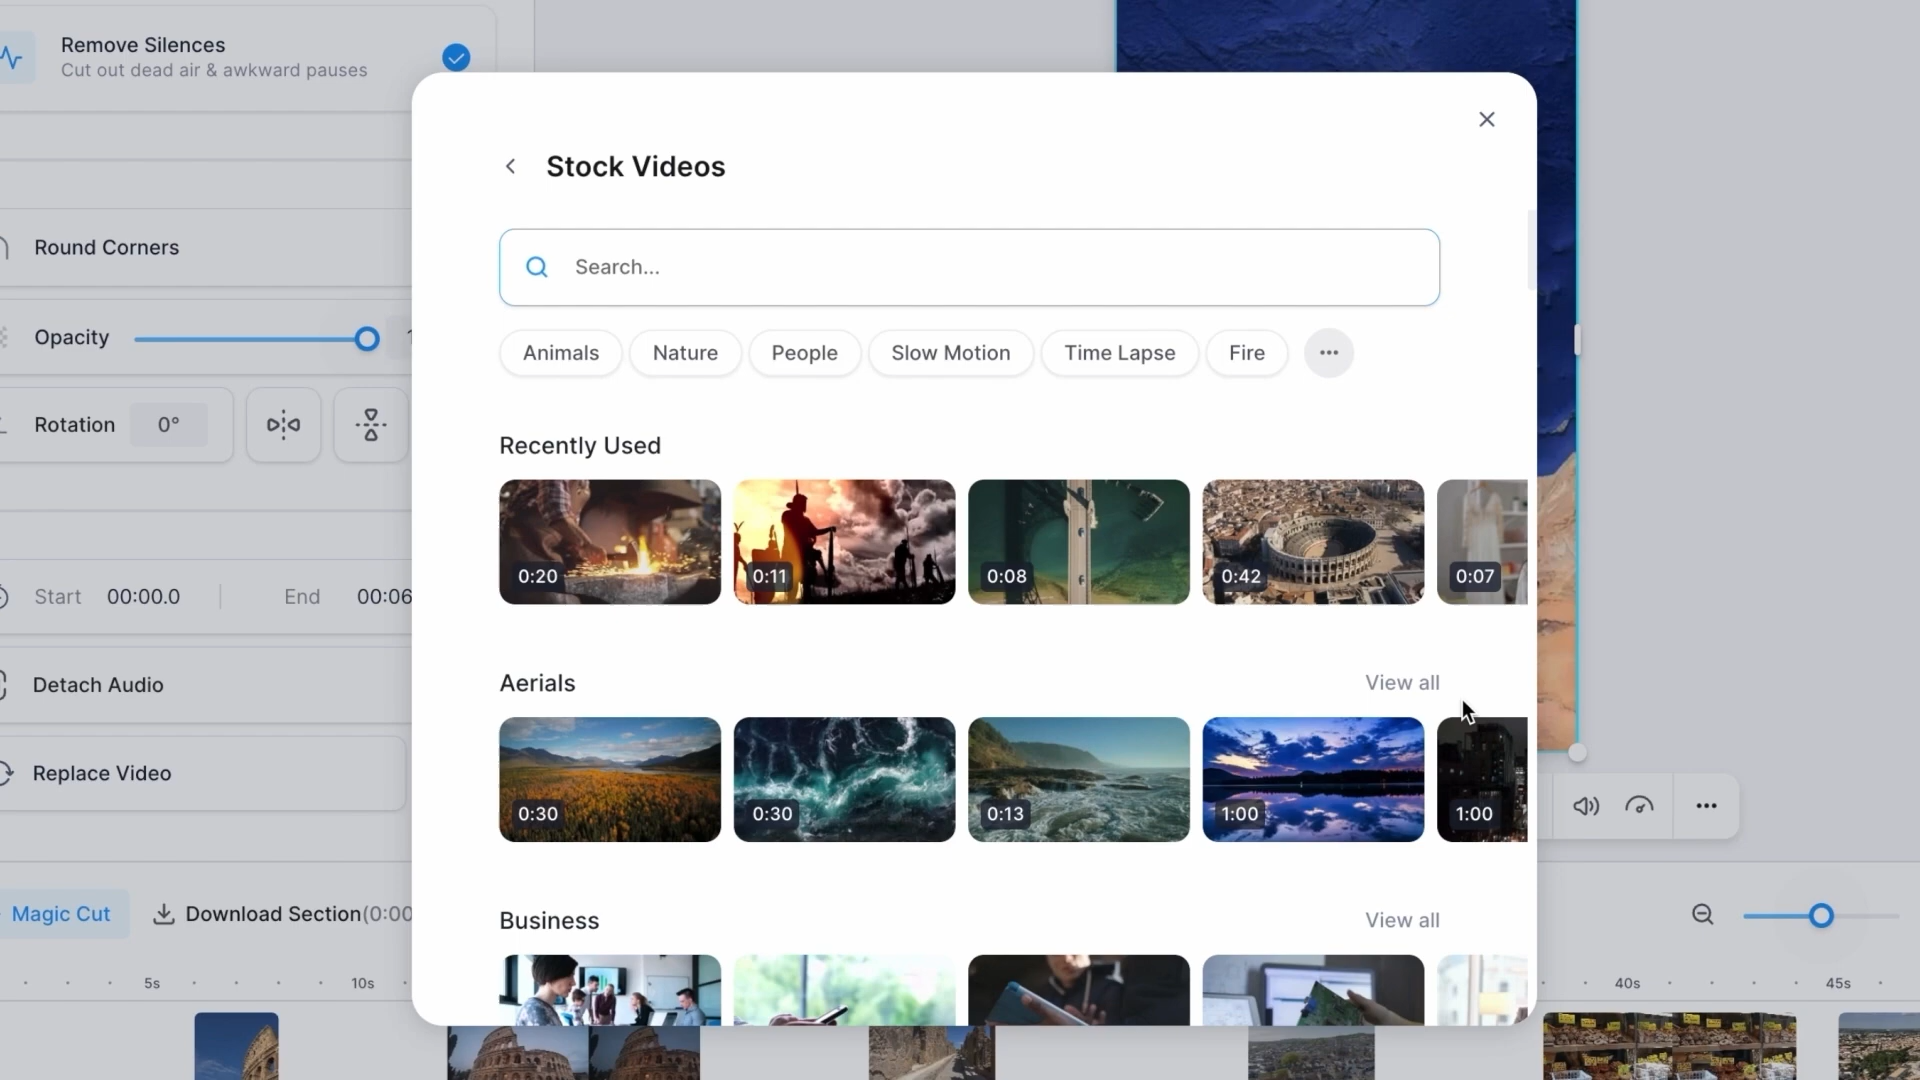 Remove Silences
Cut out dead air & awkward pauses
Stock Videos
Search...
Round Corners
Opacity
Animals
Nature
People
Slow Motion
Time Lapse
Fire
Rotation
0°
Recently Used
0:20
0:11
0:08
0:42
0:07
Start
00:00.0
End
00:06
Detach Audio
Aerials
View all
Replace Video
0:30
0:30
0:13
1:00
1:00
Magic Cut
Download Section(0:00
Business
View all
5s
10s
40s
45s